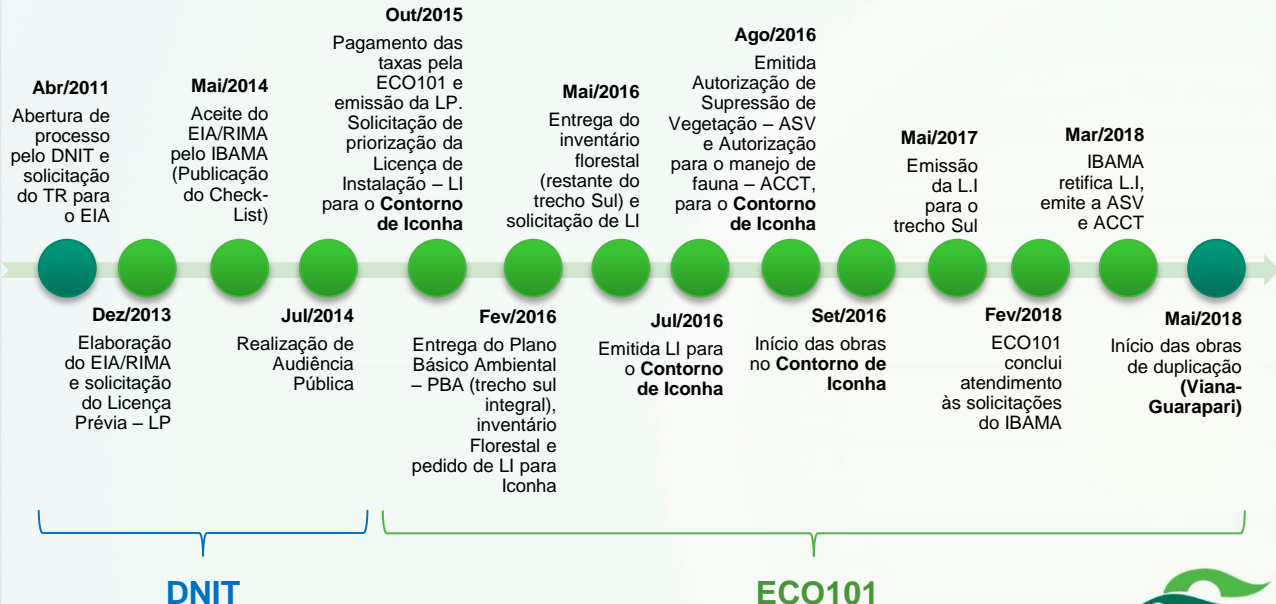 Abr/2011
Abertura de
processo
pelo DNIT e
solicitação
do TR para
o EIA
Dez/2013
Elaboração
do EIA/RIMA
e solicitação
do Licença
Prévia – LP
Mai/2014
Aceite do
EIA/RIMA
pelo IBAMA
(Publicação
do Check-
List)
Jul/2014
Realização de
Audiência
Pública
Out/2015
Pagamento das
taxas pela
ECO101 e
emissão da LP.
Solicitação de
priorização da
Licença de
Instalação – LI
para o Contorno
de Iconha
Fev/2016
Entrega do Plano
Básico Ambiental
– PBA (trecho sul
integral),
inventário
Florestal e
pedido de LI para
Iconha
Mai/2016
Entrega do
inventário
florestal
(restante do
trecho Sul) e
solicitação de LI
Jul/2016
Emitida LI para
o Contorno
de Iconha
Ago/2016
Emitida
Autorização de
Supressão de
Vegetação – ASV
e Autorização
para o manejo de
fauna – ACCT,
para o Contorno
de Iconha
Set/2016
Início das obras
no Contorno de
Iconha
Mai/2017
Emissão
da L.I
para o
trecho Sul
Fev/2018
ECO101
conclui
atendimento
às solicitações
do IBAMA
Mar/2018
IBAMA
retifica L.I,
emite a ASV
e ACCT
Mai/2018
Início das obras
de duplicação
(Viana-
Guarapari)
DNIT
ECO101